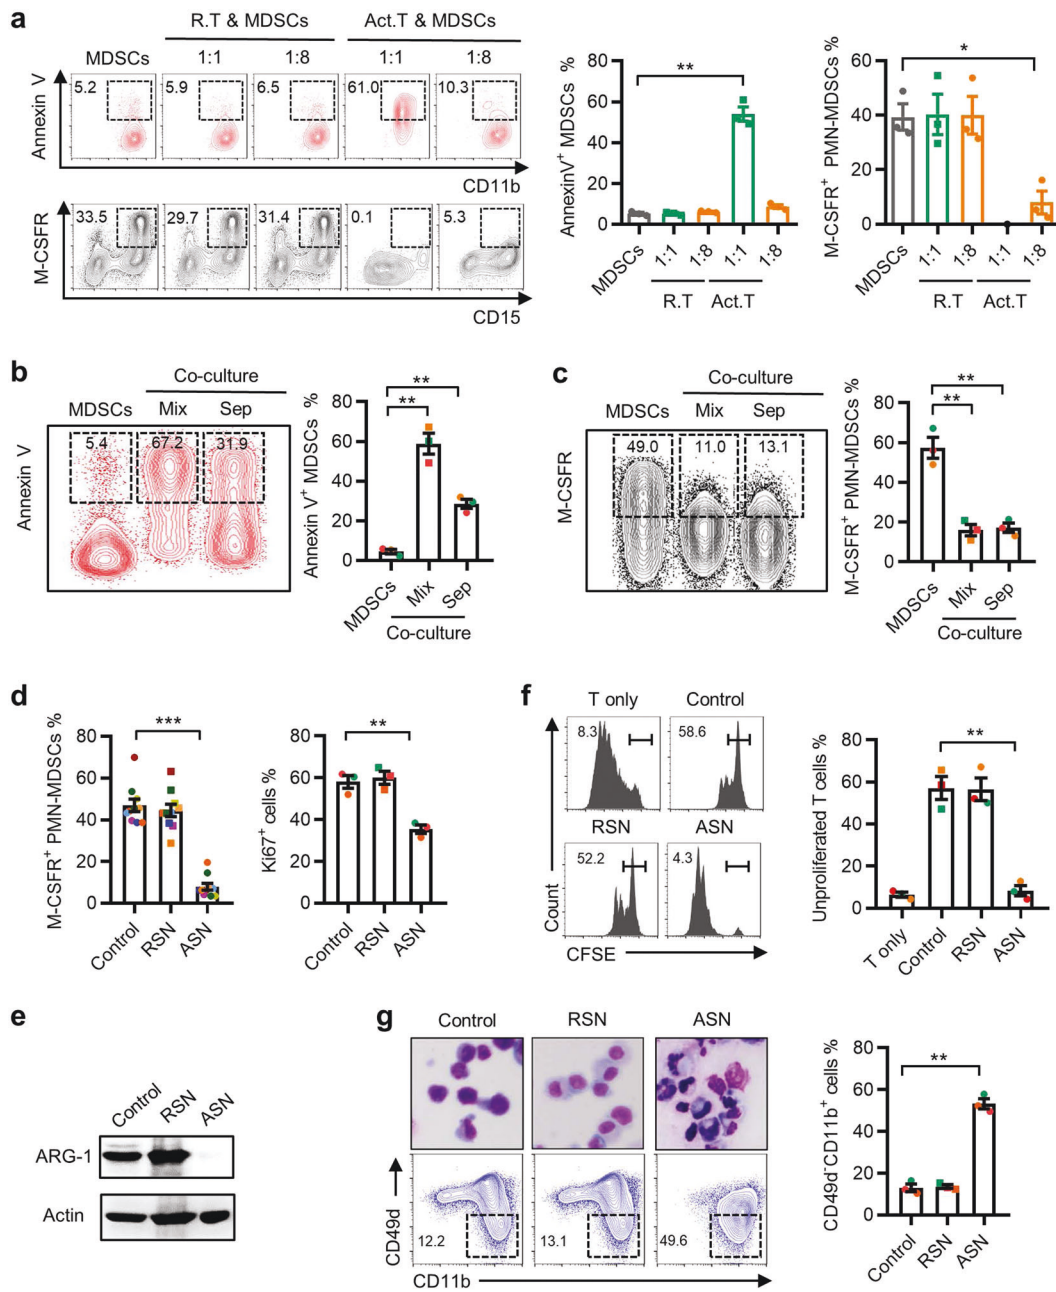 a
R.T & MDSCs
Act.T & MDSCs
MDSCs
1:1
1:8
1:1
1:8
Annexin V
5.2
5.9
6.5
61.0
10.3
CD11b
M-CSFR
33.5
29.7
31.4
0.1
5.3
CD15
AnnexinV⁺ MDSCs %
80
60
40
20
0
**
MDSCs
1:1
1:8
1:1
1:8
R.T
Act.T
M-CSFR⁺ PMN-MDSCs %
60
40
20
0
*
MDSCs
1:1
1:8
1:1
1:8
R.T
Act.T
b
Co-culture
MDSCs
Mix
Sep
Annexin V
5.4
67.2
31.9
Annexin V⁺ MDSCs %
80
60
40
20
0
**
**
MDSCs
Mix
Sep
Co-culture
c
Co-culture
MDSCs
Mix
Sep
M-CSFR
49.0
11.0
13.1
M-CSFR⁺ PMN-MDSCs %
80
60
40
20
0
**
**
MDSCs
Mix
Sep
Co-culture
d
M-CSFR⁺ PMN-MDSCs %
80
60
40
20
0
***
Control
RSN
ASN
Ki67⁺ cells %
80
60
40
20
0
**
Control
RSN
ASN
f
T only
Control
8.3
58.6
RSN
ASN
52.2
4.3
Count
CFSE
Unproliferated T cells %
80
60
40
20
0
**
T only
Control
RSN
ASN
e
Control
RSN
ASN
ARG-1
Actin
g
Control
RSN
ASN
CD49d
12.2
13.1
49.6
CD11b
CD49d⁻CD11b⁺ cells %
80
60
40
20
0
**
Control
RSN
ASN